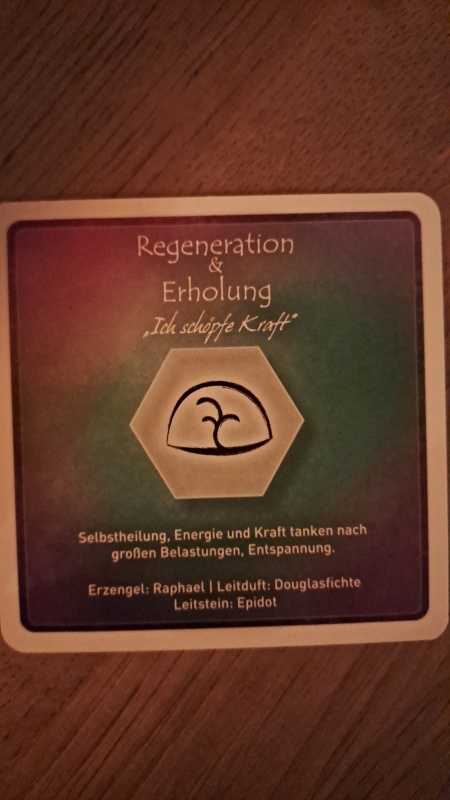 Regeneration
&
Erholung
„Ich schöpfe Kraft"
Selbstheilung, Energie und Kraft tanken nach
großen Belastungen, Entspannung.
Erzengel: Raphael | Leitduft: Douglasfichte
Leitstein: Epidot